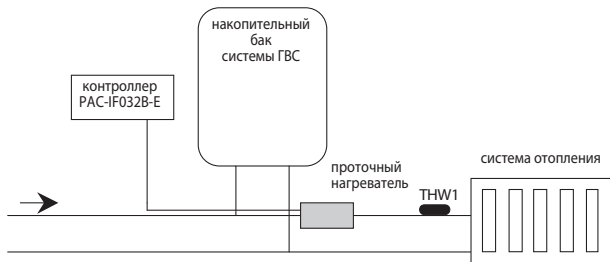 накопительный
бак
системы ГВС
контроллер
PAC-IF032B-E
проточный
нагреватель
THW1
система отопления